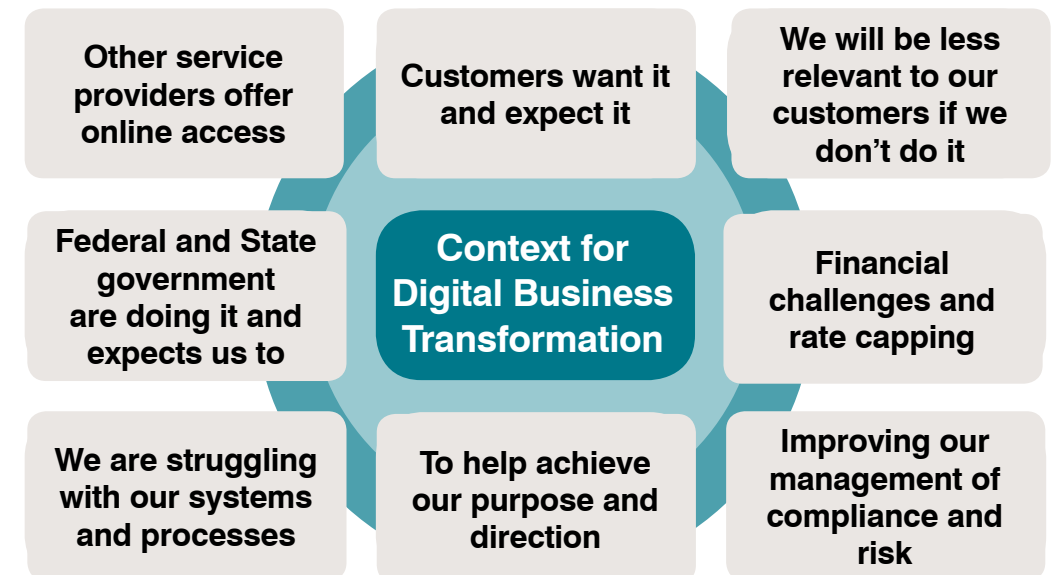 Other service
providers offer
online access
Customers want it
and expect it
We will be less
relevant to our
customers if we
don’t do it
Federal and State
government
are doing it and
expects us to
Context for
Digital Business
Transformation
Financial
challenges and
rate capping
We are struggling
with our systems
and processes
To help achieve
our purpose and
direction
Improving our
management of
compliance and
risk